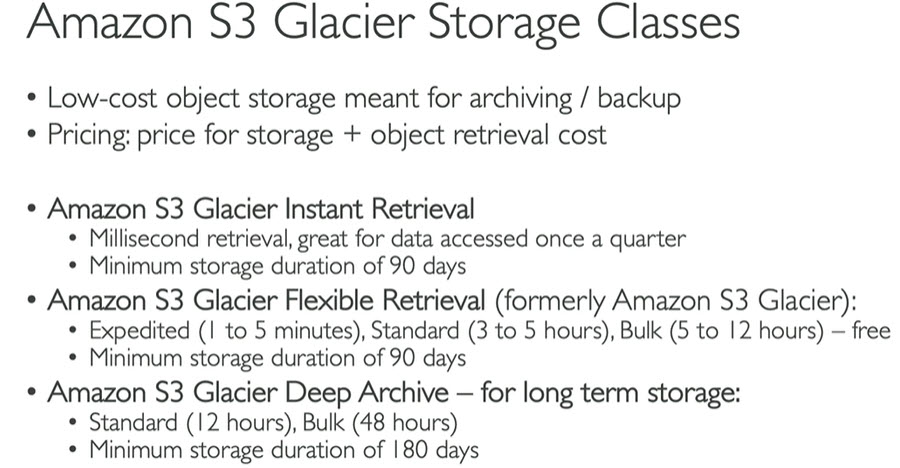 Amazon S3 Glacier Storage Classes
• Low-cost object storage meant for archiving / backup
• Pricing: price for storage + object retrieval cost
• Amazon S3 Glacier Instant Retrieval
• Millisecond retrieval, great for data accessed once a quarter
• Minimum storage duration of 90 days
• Amazon S3 Glacier Flexible Retrieval (formerly Amazon S3 Glacier):
• Expedited (1 to 5 minutes), Standard (3 to 5 hours), Bulk (5 to 12 hours) – free
• Minimum storage duration of 90 days
• Amazon S3 Glacier Deep Archive – for long term storage:
• Standard (12 hours), Bulk (48 hours)
• Minimum storage duration of 180 days